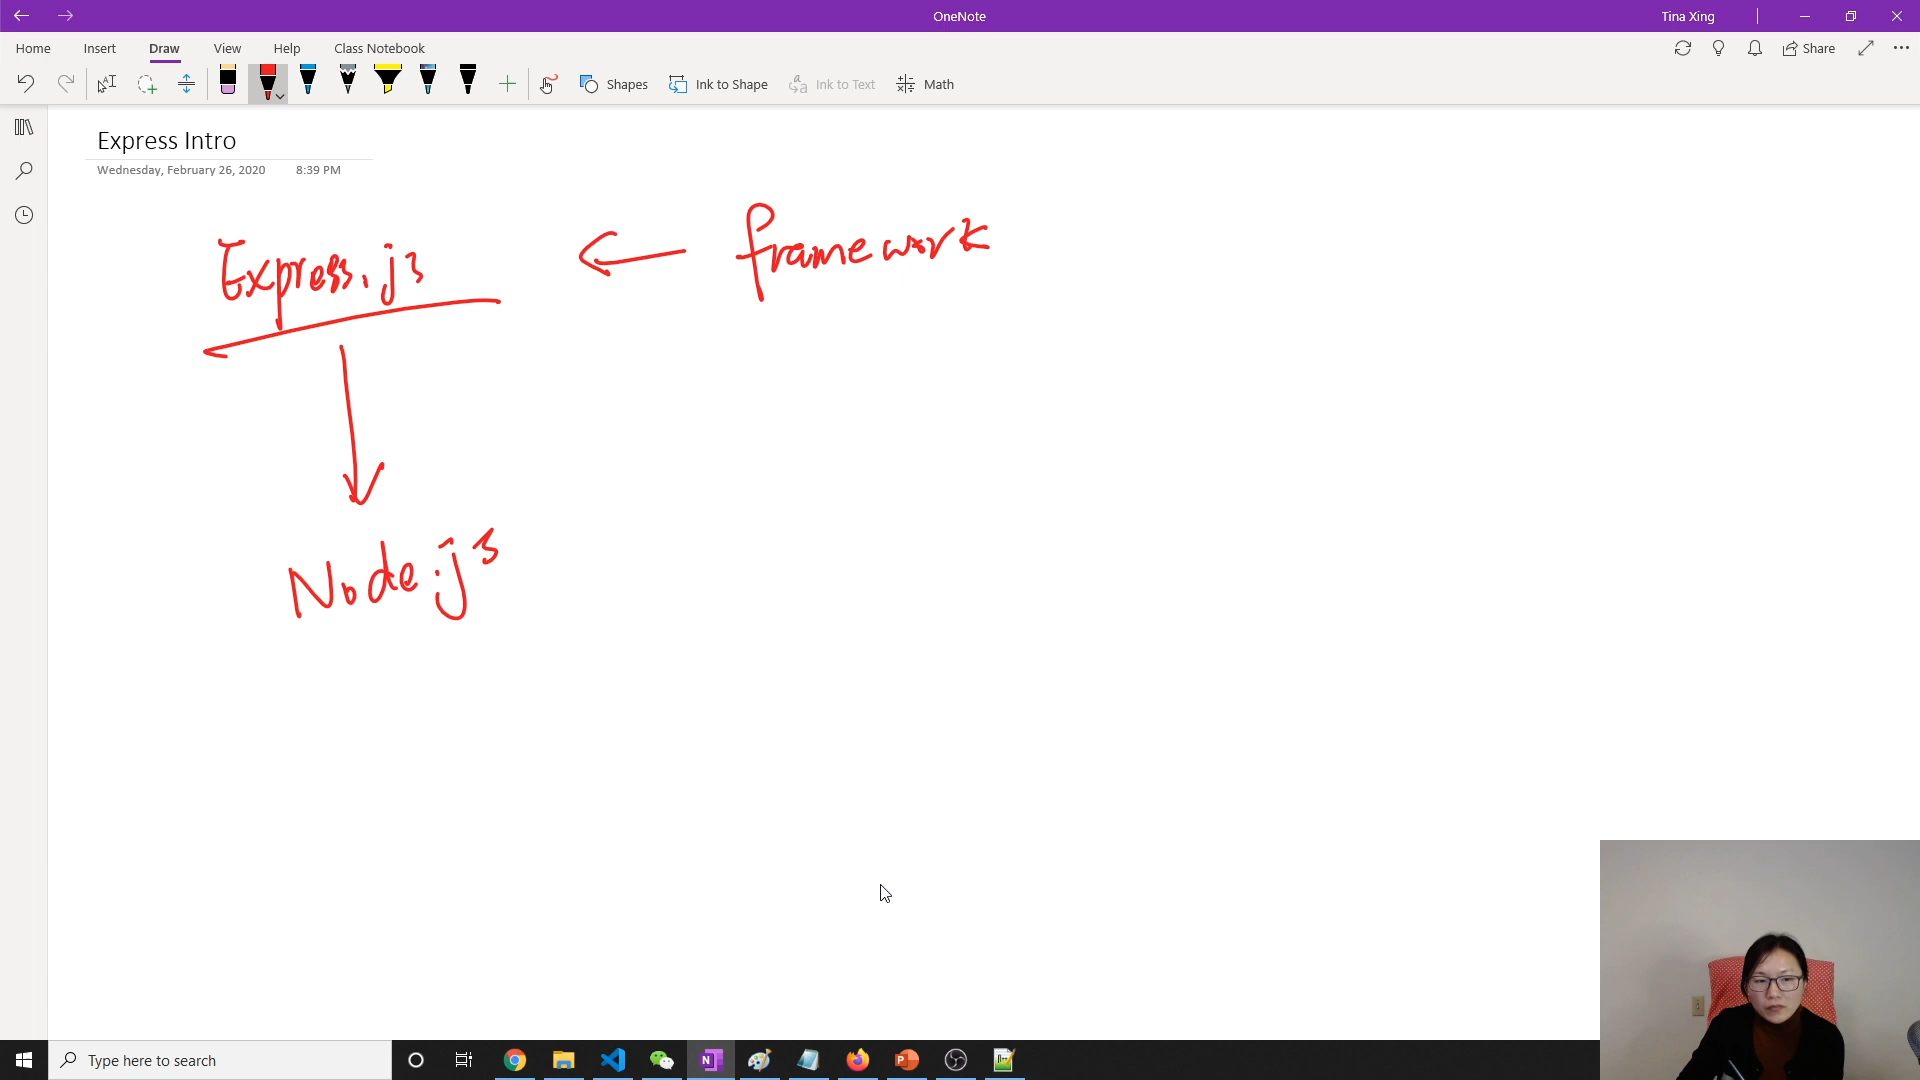 OneNote
Tina Xing
Home Insert Draw View Help Class Notebook
Share
Shapes Ink to Shape Ink to Text Math
Express Intro
Wednesday, February 26, 2020 8:39 PM
Express.js ← framework
Node.js
Type here to search